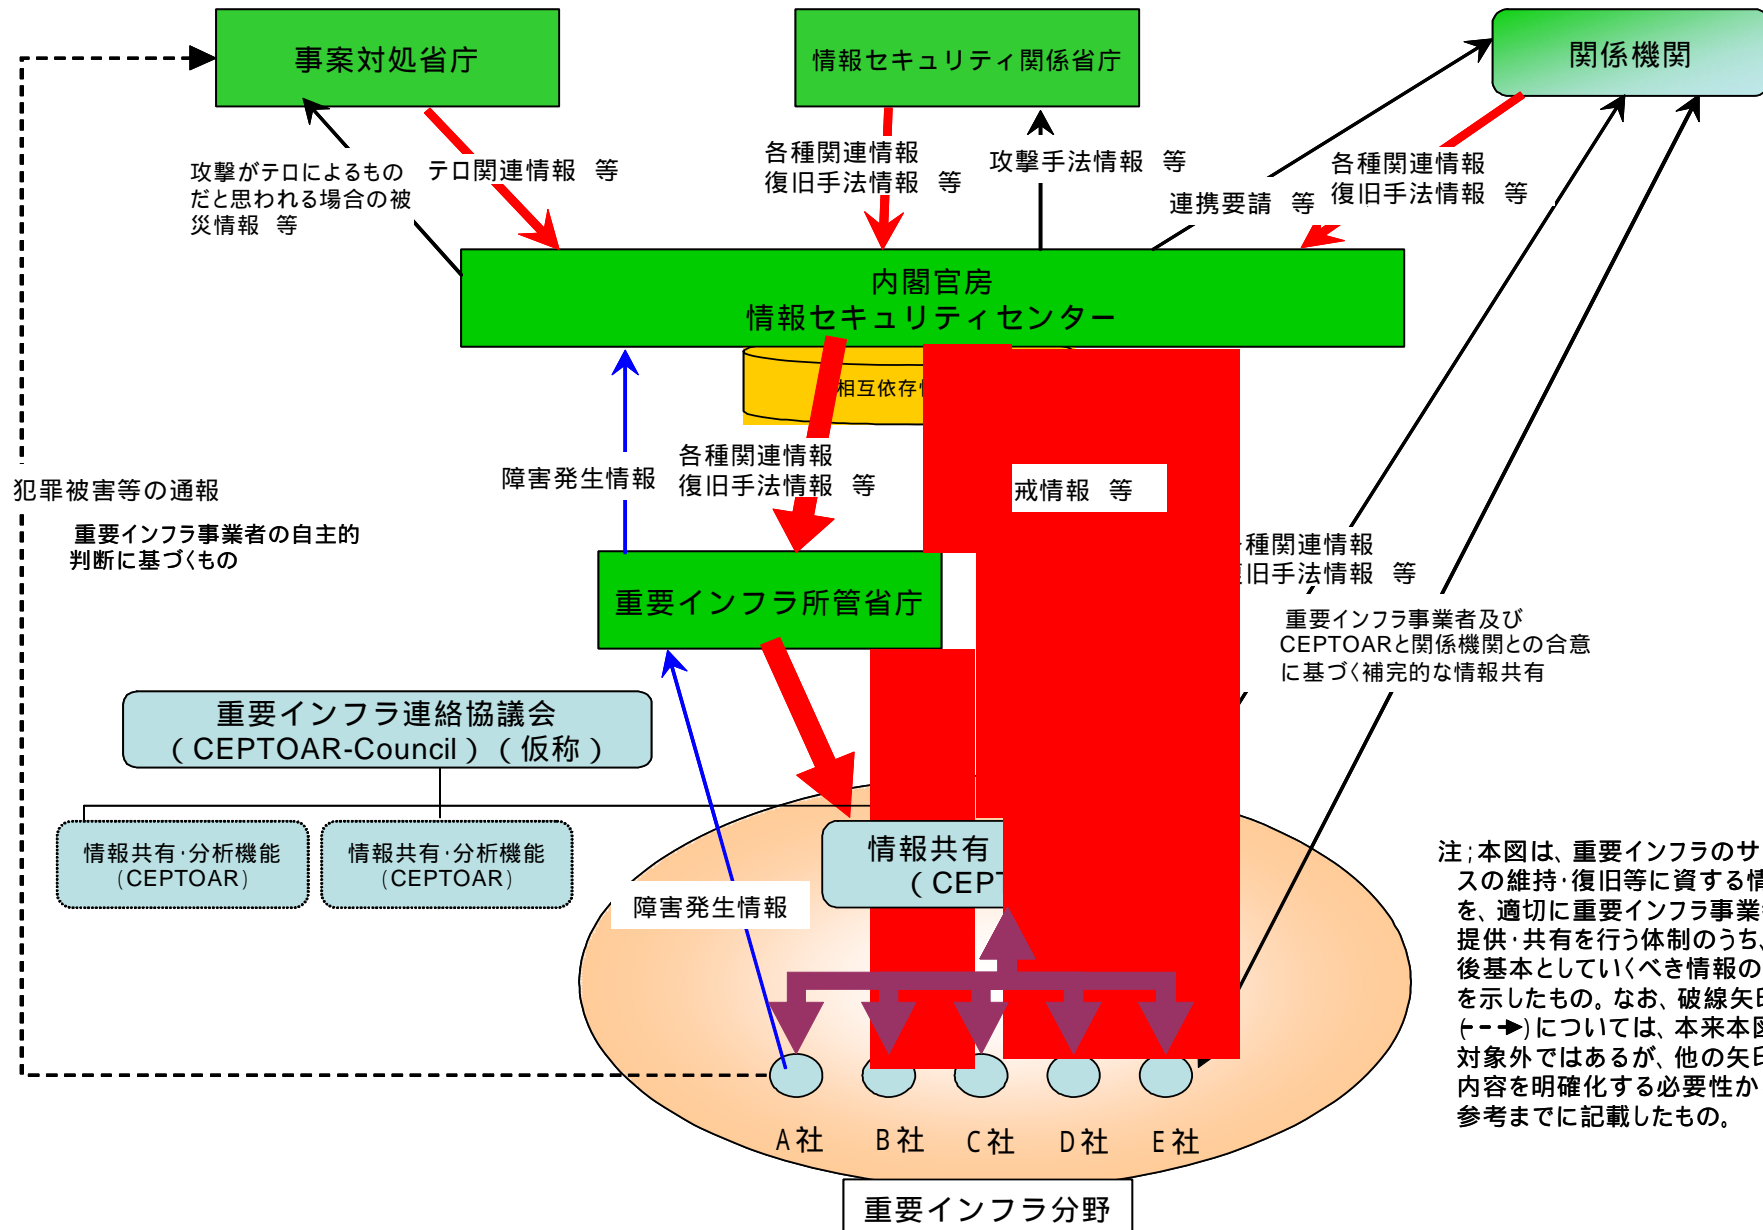 事案対処省庁
情報セキュリティ関係省庁
関係機関
攻撃がテロによるもの
だと思われる場合の被
災情報 等
テロ関連情報 等
各種関連情報
復旧手法情報 等
攻撃手法情報 等
連携要請 等
各種関連情報
復旧手法情報 等
内閣官房
情報セキュリティセンター
相互依存
障害発生情報
各種関連情報
復旧手法情報 等
戒情報 等
犯罪被害等の通報
重要インフラ事業者の自主的
判断に基づくもの
種関連情報
旧手法情報 等
重要インフラ所管省庁
重要インフラ事業者及び
CEPTOARと関係機関との合意
に基づく補完的な情報共有
重要インフラ連絡協議会
(CEPTOAR-Council)(仮称)
情報共有・分析機能
(CEPTOAR)
情報共有・分析機能
(CEPTOAR)
情報共有
(CEPT
障害発生情報
A社 B社 C社 D社 E社
重要インフラ分野
注;本図は、重要インフラのサ
スの維持・復旧等に資する情
を、適切に重要インフラ事業
提供・共有を行う体制のうち、
後基本としていくべき情報の
を示したもの。なお、破線矢
( )については、本来本
対象外ではあるが、他の矢
内容を明確化する必要性か
参考までに記載したもの。